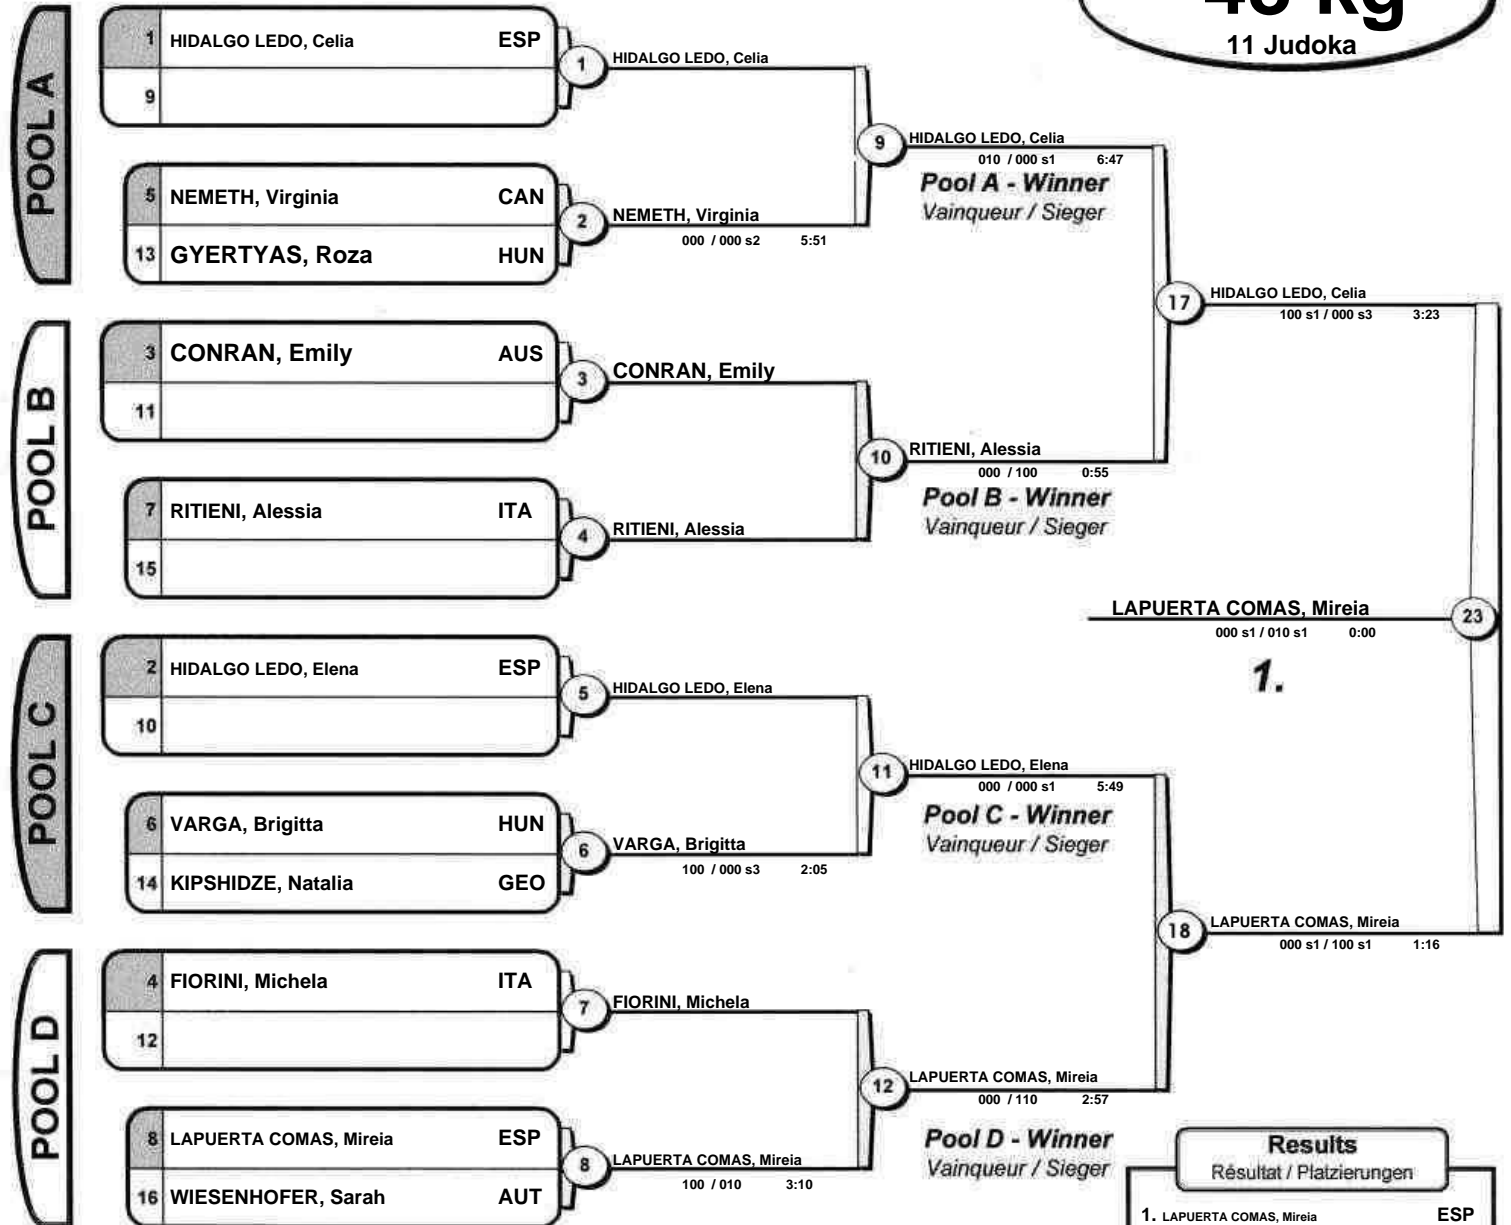 48 kg
11 Judoka
POOL A
1 HIDALGO LEDO, Celia ESP
9
1 HIDALGO LEDO, Celia
5 NEMETH, Virginia CAN
13 GYERTYAS, Roza HUN
2 NEMETH, Virginia
000 / 000 s2 5:51
9 HIDALGO LEDO, Celia
010 / 000 s1 6:47
Pool A - Winner
Vainqueur / Sieger
POOL B
3 CONRAN, Emily AUS
11
3 CONRAN, Emily
7 RITIENI, Alessia ITA
15
4 RITIENI, Alessia
10 RITIENI, Alessia
000 / 100 0:55
Pool B - Winner
Vainqueur / Sieger
17 HIDALGO LEDO, Celia
100 s1 / 000 s3 3:23
LAPUERTA COMAS, Mireia 23
000 s1 / 010 s1 0:00
1.
POOL C
2 HIDALGO LEDO, Elena ESP
10
5 HIDALGO LEDO, Elena
6 VARGA, Brigitta HUN
14 KIPSHIDZE, Natalia GEO
6 VARGA, Brigitta
100 / 000 s3 2:05
11 HIDALGO LEDO, Elena
000 / 000 s1 5:49
Pool C - Winner
Vainqueur / Sieger
18 LAPUERTA COMAS, Mireia
000 s1 / 100 s1 1:16
POOL D
4 FIORINI, Michela ITA
12
7 FIORINI, Michela
8 LAPUERTA COMAS, Mireia ESP
16 WIESENHOFER, Sarah AUT
8 LAPUERTA COMAS, Mireia
100 / 010 3:10
12 LAPUERTA COMAS, Mireia
000 / 110 2:57
Pool D - Winner
Vainqueur / Sieger
Results
Résultat / Platzierungen
1. LAPUERTA COMAS, Mireia ESP